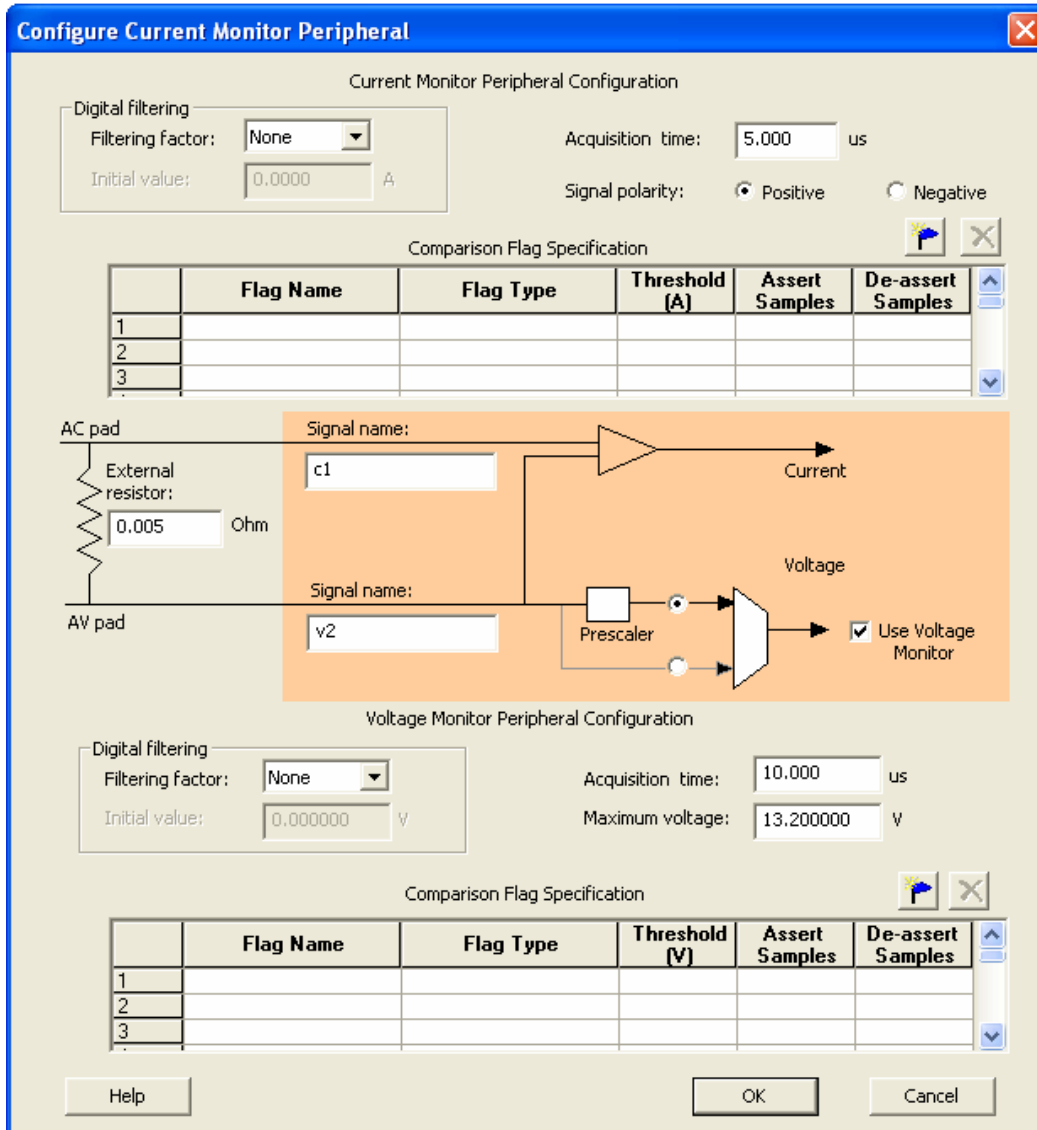 Configure Current Monitor Peripheral
Current Monitor Peripheral Configuration
Digital filtering
Filtering factor: None
Acquisition time: 5.000 us
Initial value: 0.0000 A
Signal polarity: Positive Negative
Comparison Flag Specification
Flag Name Flag Type Threshold (A) Assert Samples De-assert Samples
1
2
3
AC pad
Signal name:
c1
Current
External resistor:
0.005 Ohm
Voltage
Signal name:
AV pad
v2
Prescaler
Use Voltage Monitor
Voltage Monitor Peripheral Configuration
Digital filtering
Filtering factor: None
Acquisition time: 10.000 us
Initial value: 0.000000 V
Maximum voltage: 13.200000 V
Comparison Flag Specification
Flag Name Flag Type Threshold (V) Assert Samples De-assert Samples
1
2
3
Help OK Cancel